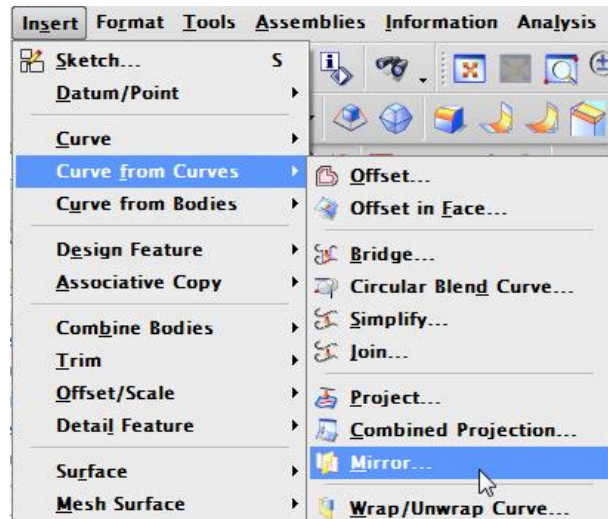 Insert Format Tools Assemblies Information Analysis
Sketch... S
Datum/Point
Curve
Curve from Curves
Curve from Bodies
Design Feature
Associative Copy
Combine Bodies
Trim
Offset/Scale
Detail Feature
Surface
Mesh Surface
Offset...
Offset in Face...
Bridge...
Circular Blend Curve...
Simplify...
Join...
Project...
Combined Projection...
Mirror...
Wrap/Unwrap Curve...